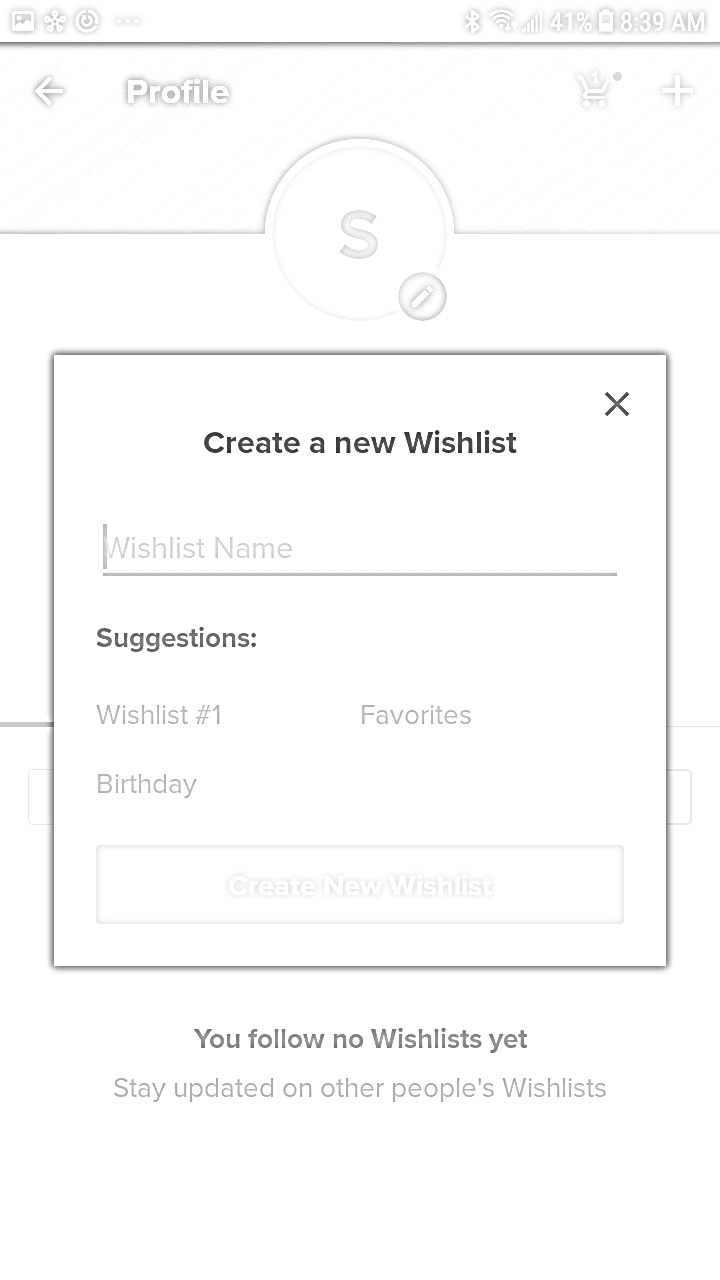 41% 8:39 AM
Profile
1
S
Create a new Wishlist
Wishlist Name
Suggestions:
Wishlist #1 Favorites
Birthday
Create New Wishlist
You follow no Wishlists yet
Stay updated on other people's Wishlists